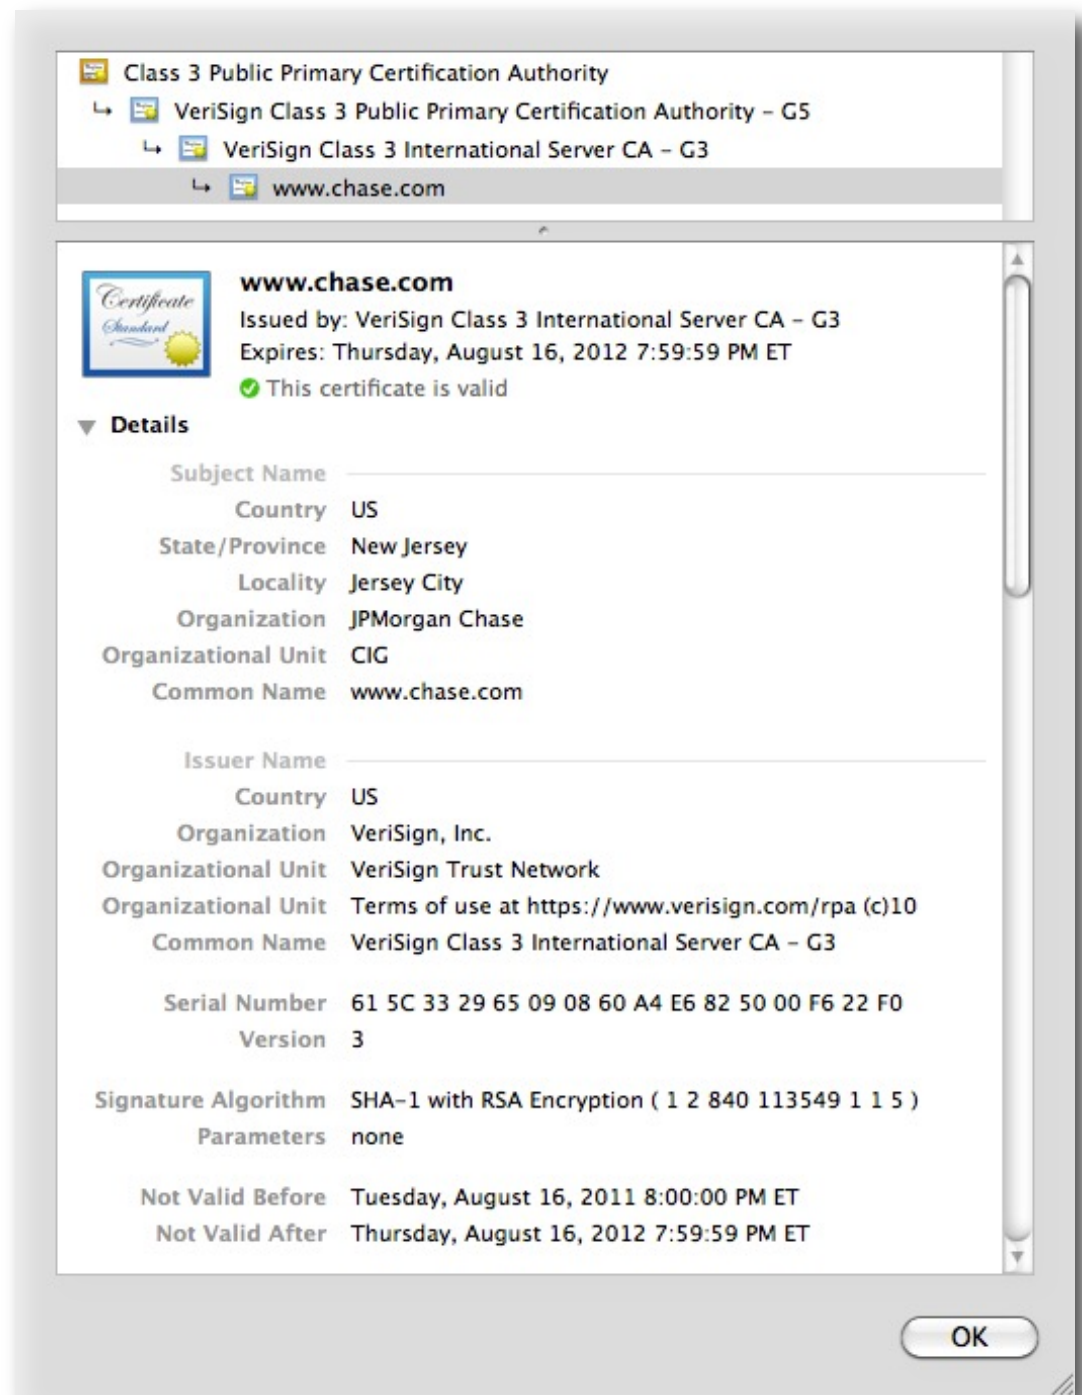 Class 3 Public Primary Certification Authority
VeriSign Class 3 Public Primary Certification Authority – G5
VeriSign Class 3 International Server CA – G3
www.chase.com
Certificate
Standard
www.chase.com
Issued by: VeriSign Class 3 International Server CA – G3
Expires: Thursday, August 16, 2012 7:59:59 PM ET
This certificate is valid
Details
Subject Name
Country US
State/Province New Jersey
Locality Jersey City
Organization JPMorgan Chase
Organizational Unit CIG
Common Name www.chase.com
Issuer Name
Country US
Organization VeriSign, Inc.
Organizational Unit VeriSign Trust Network
Organizational Unit Terms of use at https://www.verisign.com/rpa (c)10
Common Name VeriSign Class 3 International Server CA – G3
Serial Number 61 5C 33 29 65 09 08 60 A4 E6 82 50 00 F6 22 F0
Version 3
Signature Algorithm SHA-1 with RSA Encryption ( 1 2 840 113549 1 1 5 )
Parameters none
Not Valid Before Tuesday, August 16, 2011 8:00:00 PM ET
Not Valid After Thursday, August 16, 2012 7:59:59 PM ET
OK